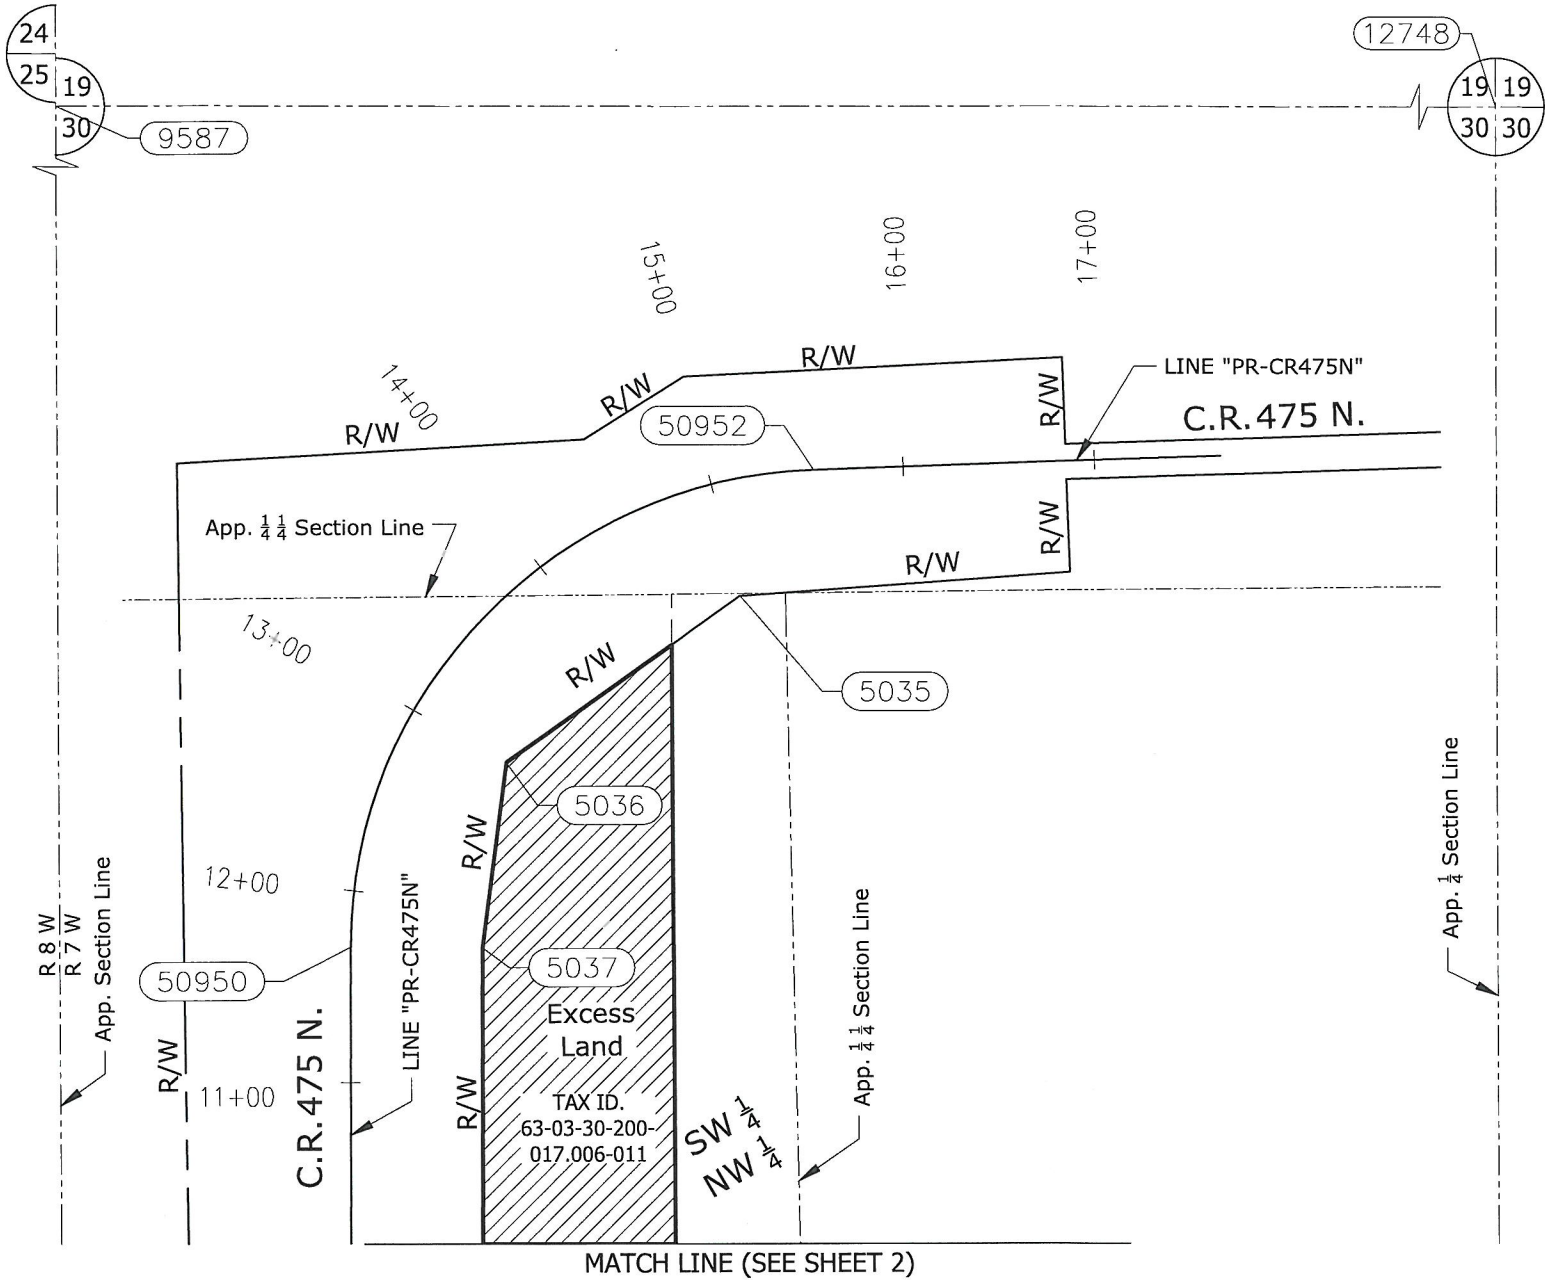 24
25
19
30
9587
12748
19
19
30
30
14+00
15+00
16+00
17+00
R/W
R/W
R/W
R/W
50952
LINE "PR-CR475N"
C.R. 475 N.
App. 1/4 1/4 Section Line
R/W
R/W
13+00
R/W
5035
5036
R/W
12+00
R 8 W
R 7 W
App. Section Line
50950
LINE "PR-CR475N"
5037
Excess
Land
App. 1/4 1/4 Section Line
App. 1/4 Section Line
R/W
11+00
C.R. 475 N.
R/W
TAX ID.
63-03-30-200-
017.006-011
SW 1/4
NW 1/4
MATCH LINE (SEE SHEET 2)